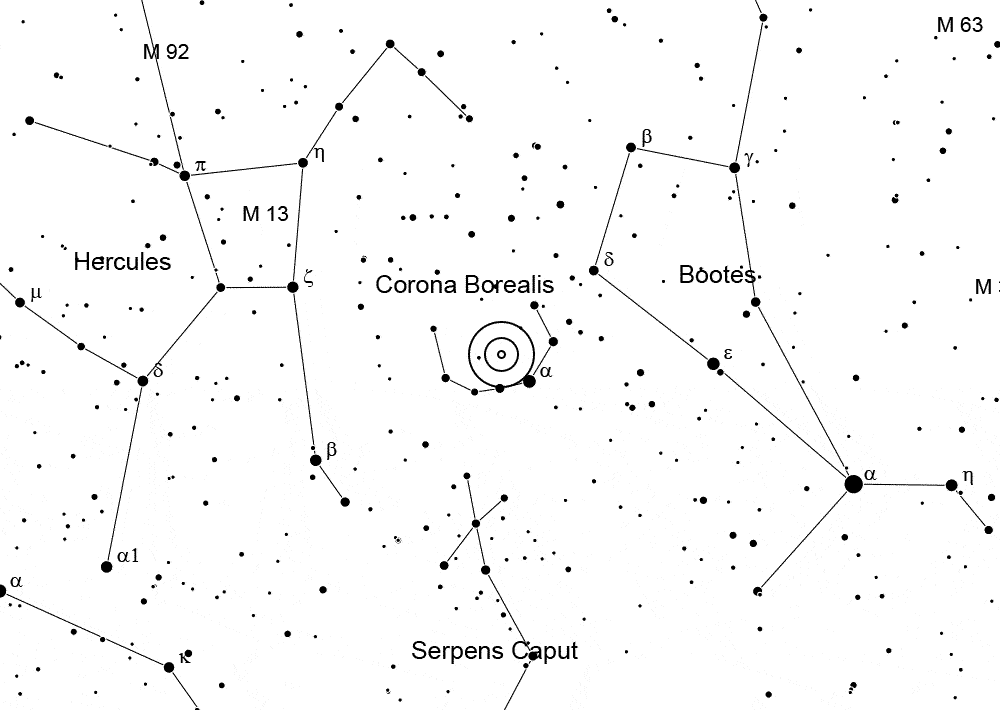 M 92
M 63
β
γ
η
π
M 13
δ
Hercules
Bootes
ζ
Corona Borealis
μ
ε
δ
α
β
α
η
α1
α
Serpens Caput
κ